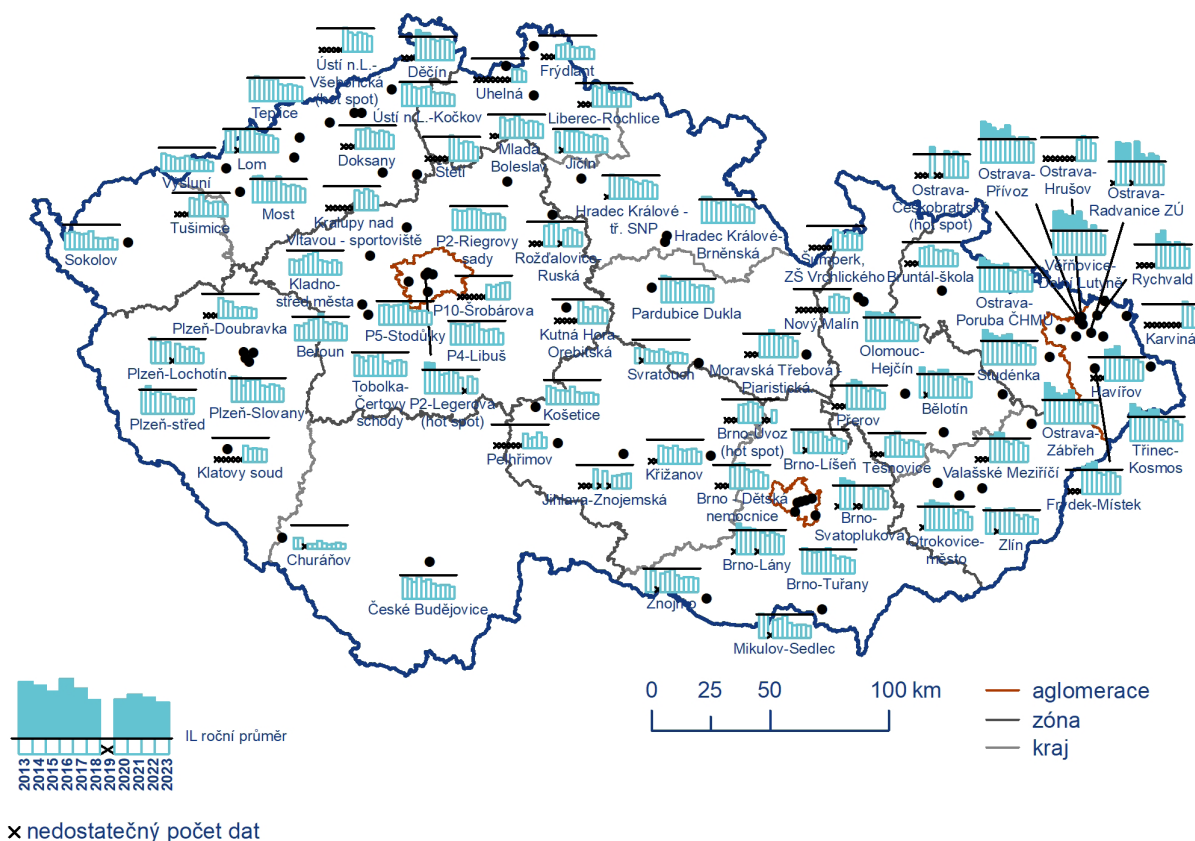 Ústí n.L.-
Všebořická
(hot spot)
Děčín
Uhelná
Frýdlant
Teplice
Ústí n.L.-Kočkov
Liberec-Rochlice
Lom
Doksany
Štětí
Mladá
Boleslav
Jičín
Výsluní
Tušimice
Most
Kralupy nad
Vltavou - sportoviště
P2-Riegrovy
sady
Hradec Králové -
tř. SNP
Hradec Králové-
Brněnská
Sokolov
Kladno-
střed města
Rožďalovice-
Ruská
Šumperk,
ZŠ Vrchlického
Bruntál-škola
Ostrava-
Českobratrská
(hot spot)
Ostrava-
Přívoz
Ostrava-
Hrušov
Ostrava-
Radvanice ZÚ
Věřňovice-
Dolní Lutyně
Rychvald
Plzeň-Doubravka
Beroun
P5-Stodůlky
P10-Šrobárova
P4-Libuš
Kutná Hora-
Orebitská
Pardubice Dukla
Nový Malín
Ostrava-
Poruba ČHMÚ
Karviná
Plzeň-Lochotín
Tobolka-
Čertovy
schody
P2-Legerova
(hot spot)
Svratouch
Moravská Třebová -
Piaristická
Olomouc-
Hejčín
Studénka
Havířov
Plzeň-střed
Plzeň-Slovany
Košetice
Přerov
Bělotín
Ostrava-
Zábřeh
Třinec-
Kosmos
Klatovy soud
Pelhřimov
Brno-Úvoz
(hot spot)
Brno-Líšeň
Těšnovice
Valašské Meziříčí
Frýdek-Místek
Jihlava-Znojemská
Křižanov
Brno - Dětská
nemocnice
Brno-
Svatoplukova
Otrokovice-
město
Zlín
Churáňov
Brno-Lány
Brno-Tuřany
České Budějovice
Znojmo
Mikulov-Sedlec
IL roční průměr
2013
2014
2015
2016
2017
2018
2019
2020
2021
2022
2023
nedostatečný počet dat
0 25 50 100 km
aglomerace
zóna
kraj